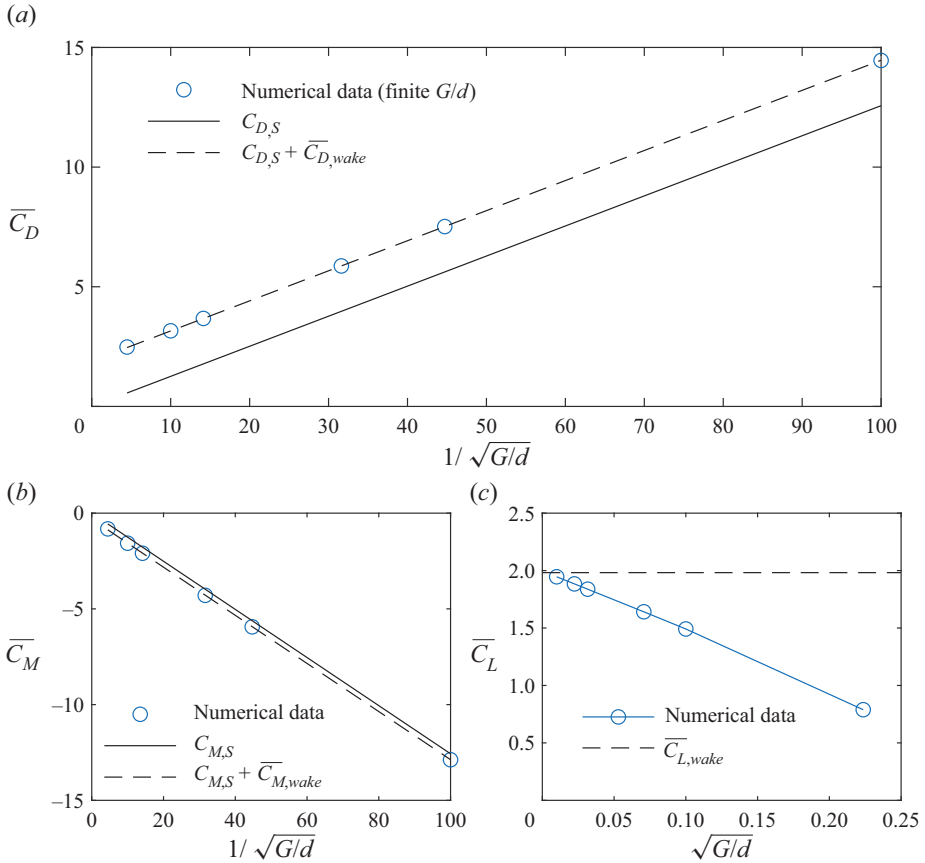 (a)
15
10
5
0
10
20
30
40
50
60
70
80
90
100
Numerical data (finite G/d)
C_{D,S}
C_{D,S} + \overline{C_D}_{,wake}
\overline{C_D}
1/ \sqrt{G/d}
(b)
0
–5
–10
–15
0
20
40
60
80
100
Numerical data
C_{M,S}
C_{M,S} + \overline{C}_{M,wake}
\overline{C_M}
1/ \sqrt{G/d}
(c)
2.5
2.0
1.5
1.0
0.5
0
0.05
0.10
0.15
0.20
0.25
Numerical data
\overline{C}_{L,wake}
\overline{C_L}
\sqrt{G/d}